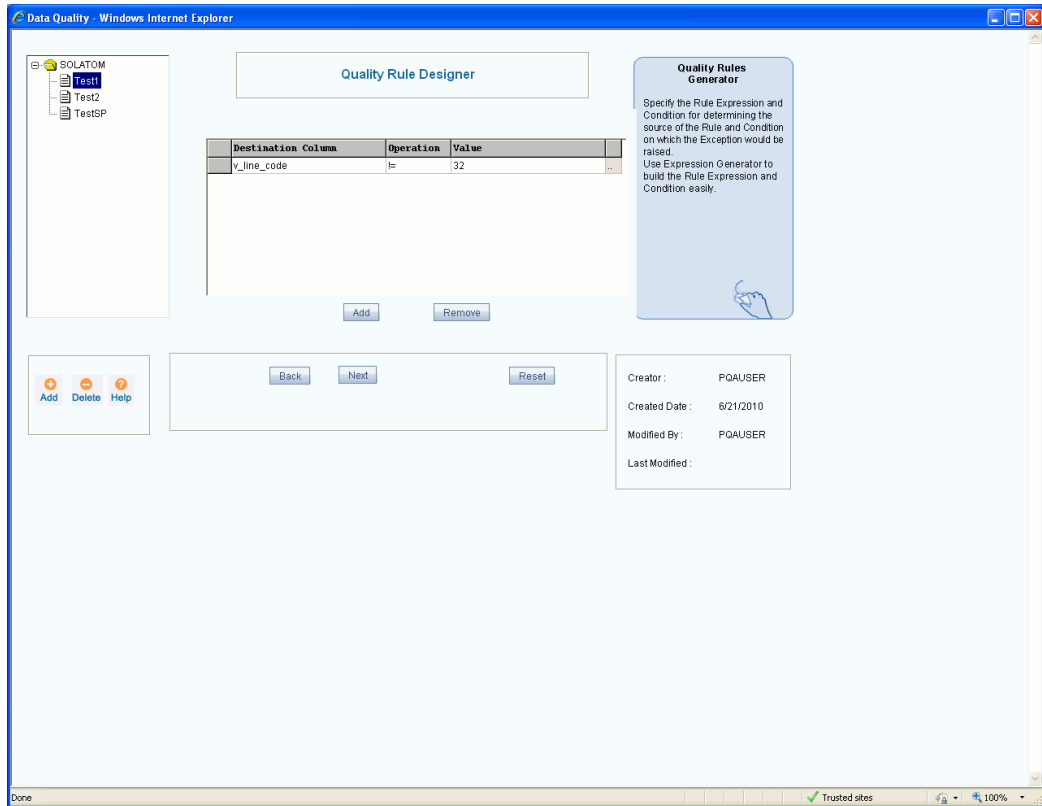 Data Quality - Windows Internet Explorer
SOLATOM
Test1
Test2
TestSP
Quality Rule Designer
Destination Column Operation Value
v_line_code != 32 ..
Add Remove
Quality Rules
Generator
Specify the Rule Expression and
Condition for determining the
source of the Rule and Condition
on which the Exception would be
raised.
Use Expression Generator to
build the Rule Expression and
Condition easily.
Add Delete Help
Back Next Reset
Creator : PQAUSER
Created Date : 6/21/2010
Modified By : PQAUSER
Last Modified :
Done Trusted sites 100%